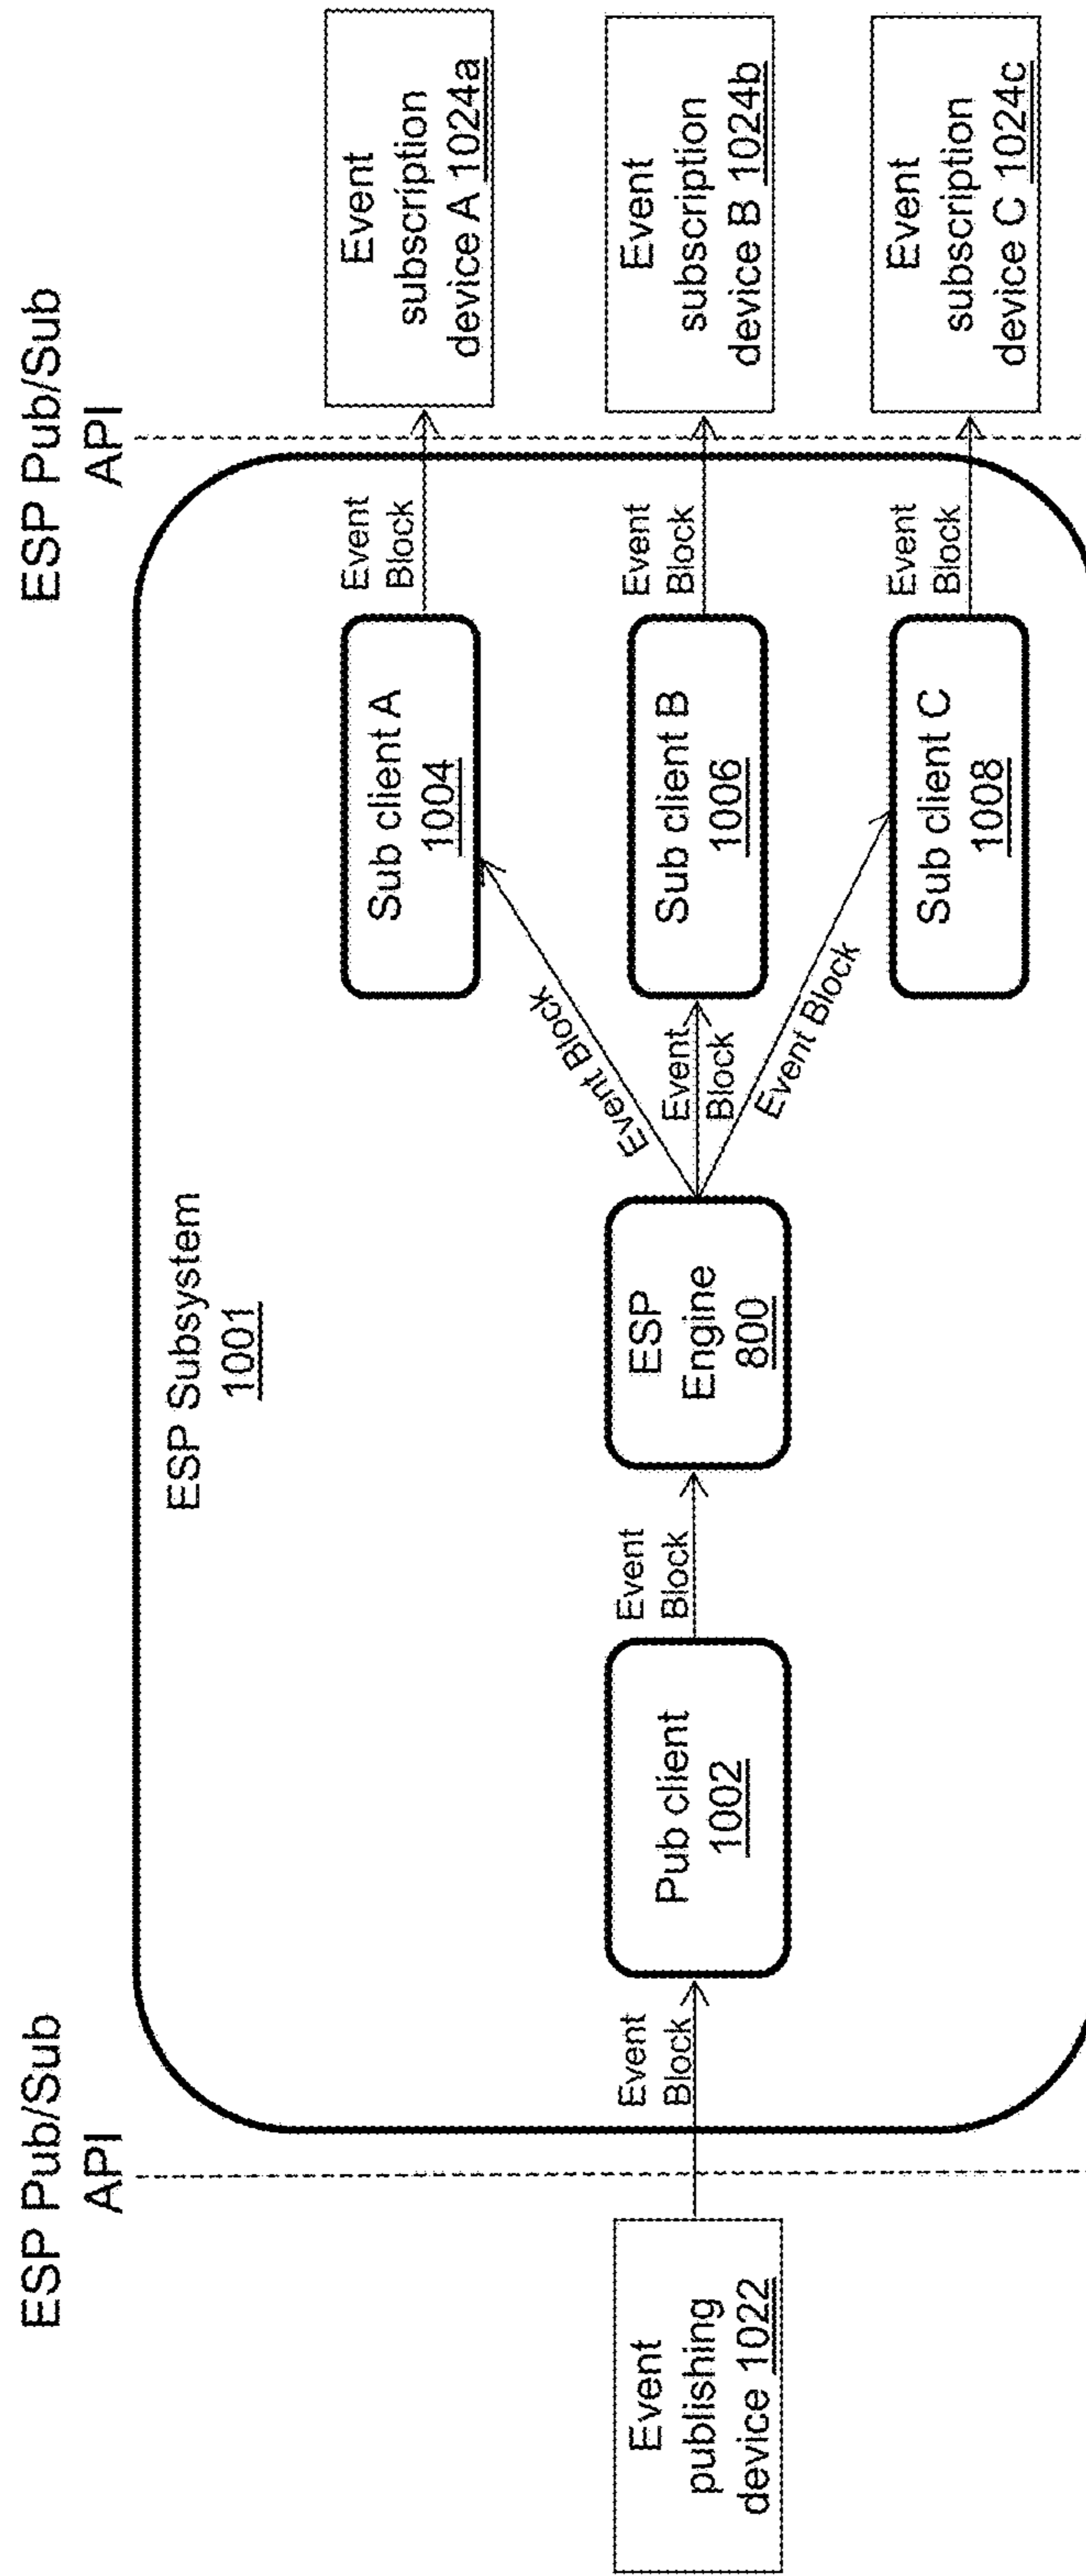 ESP Pub/Sub
API
ESP Pub/Sub
API
ESP Subsystem
1001
Event
publishing
device 1022
Event
Block
Pub client
1002
Event
Block
ESP
Engine
800
Event Block
Event
Block
Event Block
Sub client A
1004
Sub client B
1006
Sub client C
1008
Event
Block
Event
Block
Event
Block
Event
subscription
device A 1024a
Event
subscription
device B 1024b
Event
subscription
device C 1024c